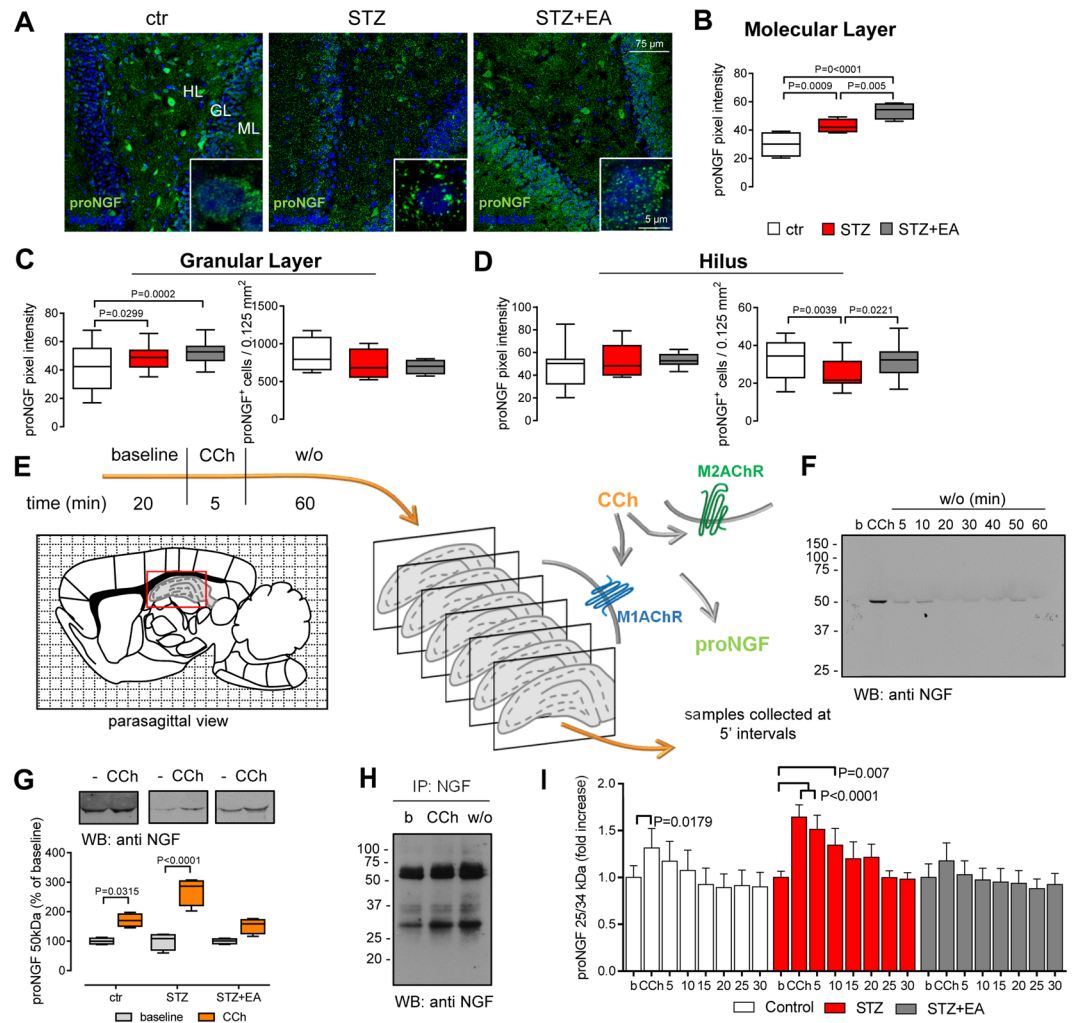 A
ctr
STZ
STZ+EA
75 µm
HL
GL
ML
proNGF
Hoechst
proNGF
Hoechst
proNGF
Hoechst
5 µm
B
Molecular Layer
proNGF pixel intensity
80
60
40
20
0
P=0<0001
P=0.0009
P=0.005
ctr
STZ
STZ+EA
C
Granular Layer
proNGF pixel intensity
80
60
40
20
0
P=0.0002
P=0.0299
proNGF+ cells / 0.125 mm2
1500
1000
500
0
D
Hilus
proNGF pixel intensity
100
80
60
40
20
0
proNGF+ cells / 0.125 mm2
60
40
20
0
P=0.0039
P=0.0221
E
baseline
CCh
w/o
time (min)
20
5
60
parasagittal view
CCh
M2AChR
M1AChR
proNGF
samples collected at
5' intervals
F
w/o (min)
b CCh 5 10 20 30 40 50 60
150 -
100 -
75 -
50 -
37 -
25 -
WB: anti NGF
G
- CCh
- CCh
- CCh
WB: anti NGF
proNGF 50kDa (% of baseline)
400
300
200
100
0
P=0.0315
P<0.0001
ctr
STZ
STZ+EA
baseline
CCh
H
IP: NGF
b CCh w/o
100 -
75 -
50 -
37 -
25 -
20 -
WB: anti NGF
I
proNGF 25/34 kDa (fold increase)
2.0
1.5
1.0
0.5
0.0
P=0.0179
P=0.007
P<0.0001
b CCh 5 10 15 20 25 30
b CCh 5 10 15 20 25 30
b CCh 5 10 15 20 25 30
Control
STZ
STZ+EA